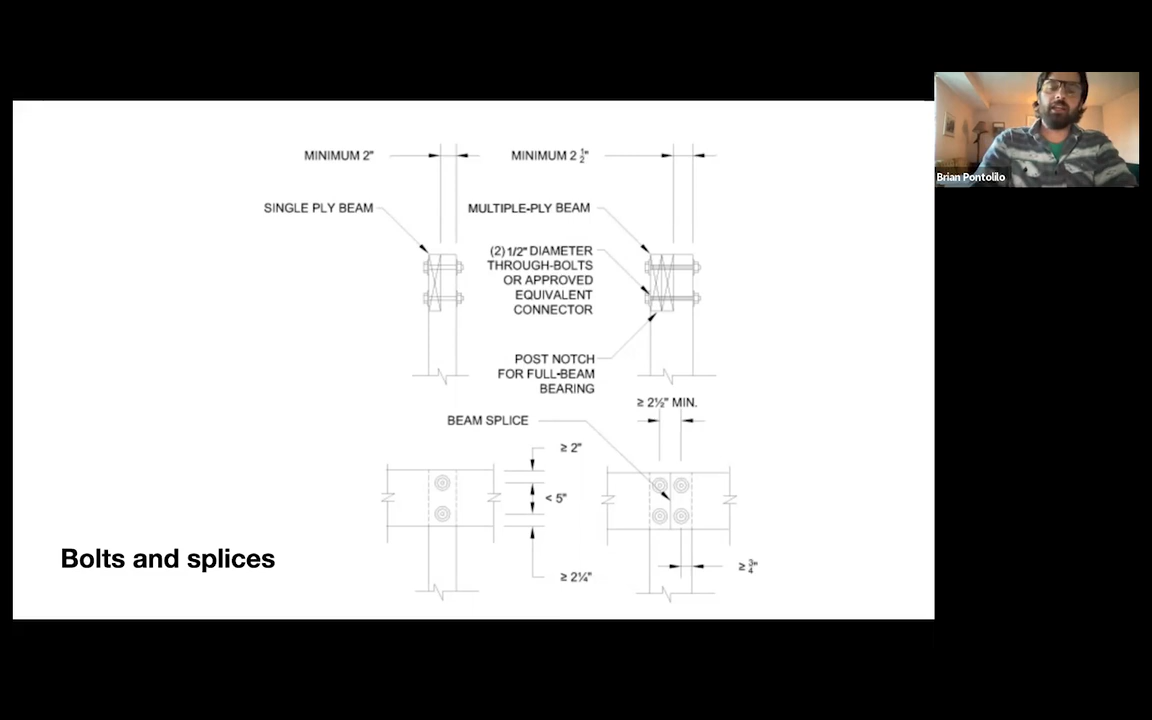 MINIMUM 2"
MINIMUM 2 1/2"
SINGLE PLY BEAM
MULTIPLE-PLY BEAM
(2) 1/2" DIAMETER
THROUGH-BOLTS
OR APPROVED
EQUIVALENT
CONNECTOR
POST NOTCH
FOR FULL-BEAM
BEARING
≥ 2½" MIN.
BEAM SPLICE
≥ 2"
< 5"
≥ 2¼"
≥ 3/4"
Bolts and splices
Brian Pontolilo